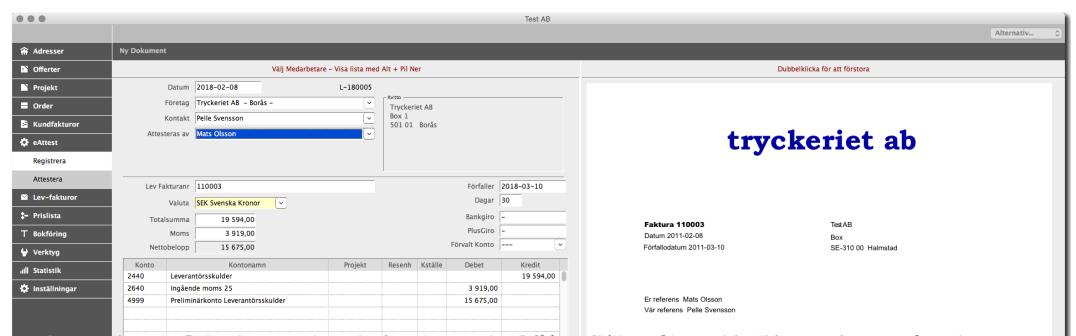 Test AB
Alternativ...
Adresser
Offerter
Projekt
Order
Kundfakturor
eAttest
Registrera
Attestera
Lev-fakturor
Prislista
Bokföring
Verktyg
Statistik
Inställningar
Ny Dokument
Välj Medarbetare – Visa lista med Alt + Pil Ner
Datum 2018-02-08 L-180005
Företag Tryckeriet AB – Borås –
Kontakt Pelle Svensson
Attesteras av Mats Olsson
Tryckeriet AB
Box 1
501 01 Borås
Lev Fakturanr 110003 Förfaller 2018-03-10
Valuta SEK Svenska Kronor Dagar 30
Totalsumma 19 594,00 Bankgiro –
Moms 3 919,00 PlusGiro –
Nettobelopp 15 675,00 Förvalt Konto ---
Konto Kontonamn Projekt Resenh Kställe Debet Kredit
2440 Leverantörsskulder 19 594,00
2640 Ingående moms 25 3 919,00
4999 Preliminärkonto Leverantörsskulder 15 675,00
Dubbelklicka för att förstora
tryckeriet ab
Faktura 110003 TestAB
Datum 2011-02-08 Box
Förfallodatum 2011-03-10 SE-310 00 Halmstad
Er referens Mats Olsson
Vår referens Pelle Svensson